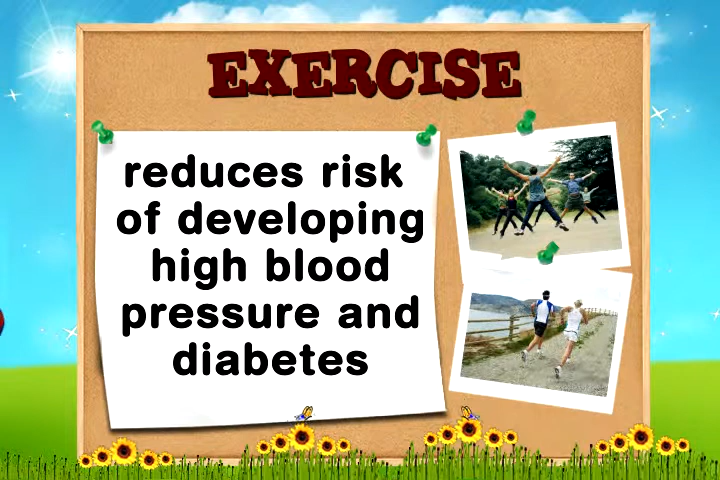 EXERCISE
reduces risk
of developing
high blood
pressure and
diabetes